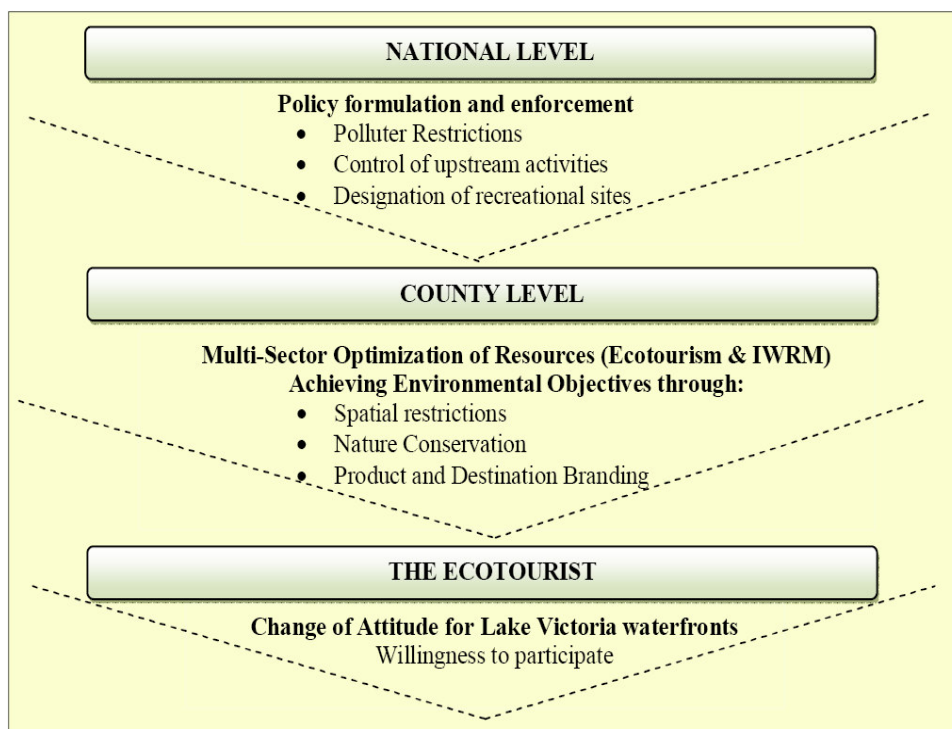 NATIONAL LEVEL
Policy formulation and enforcement
• Polluter Restrictions
• Control of upstream activities
• Designation of recreational sites
COUNTY LEVEL
Multi-Sector Optimization of Resources (Ecotourism & IWRM)
Achieving Environmental Objectives through:
• Spatial restrictions
• Nature Conservation
• Product and Destination Branding
THE ECOTOURIST
Change of Attitude for Lake Victoria waterfronts
Willingness to participate